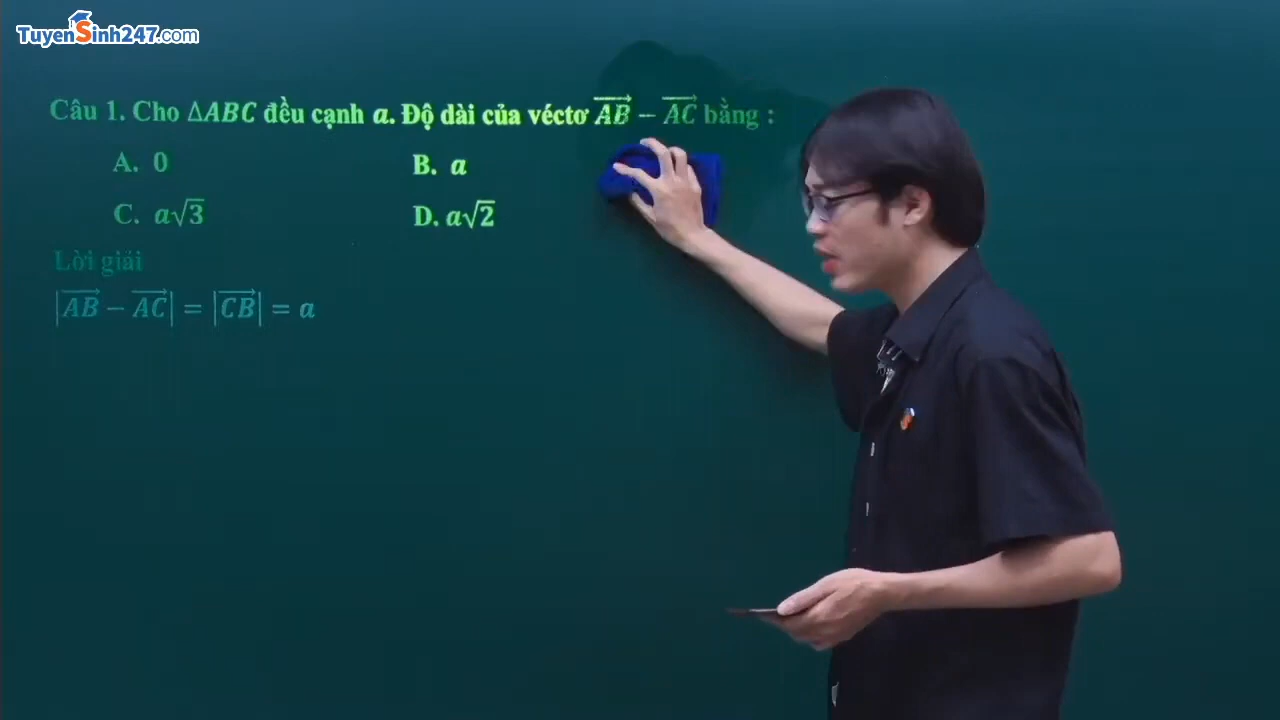 TuyenSinh247.com
Câu 1. Cho ΔABC đều cạnh a. Độ dài của véctơ \overrightarrow{AB} − \overrightarrow{AC} bằng :
A. 0 B. a
C. a√3 D. a√2
Lời giải
|\overrightarrow{AB} − \overrightarrow{AC}| = |\overrightarrow{CB}| = a